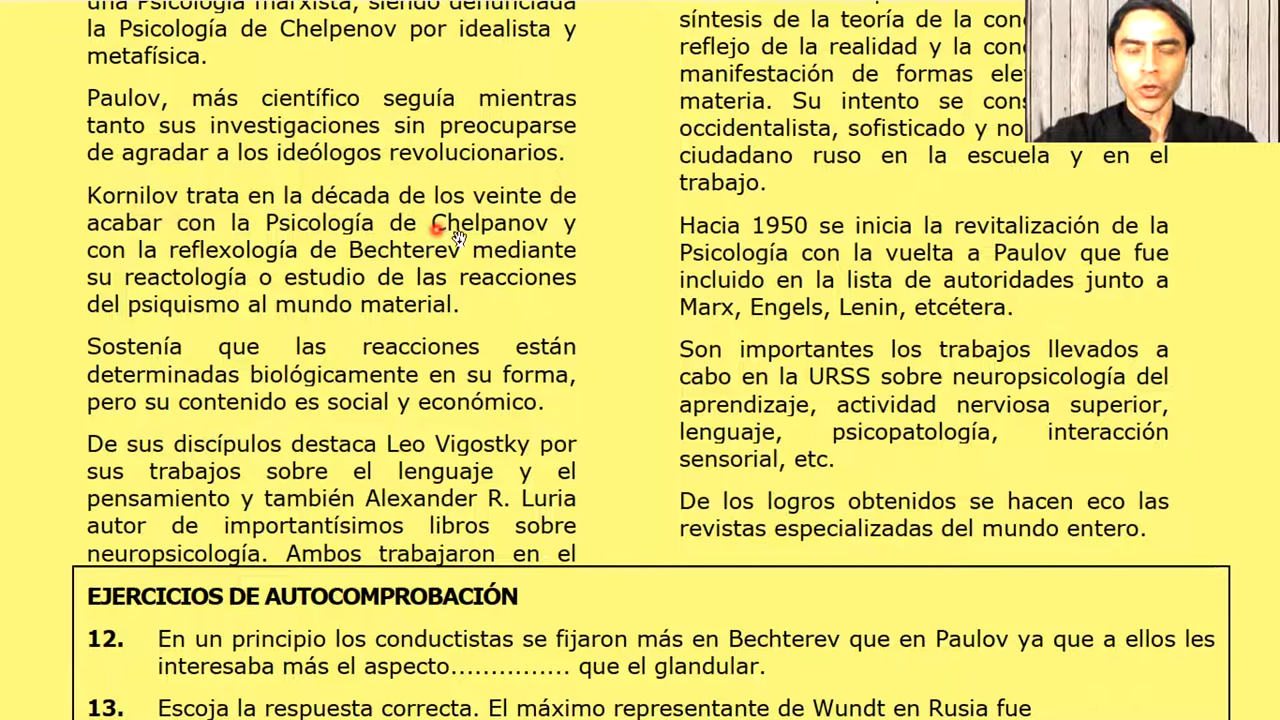 una Psicología marxista, siendo denunciada
la Psicología de Chelpenov por idealista y
metafísica.
Paulov, más científico seguía mientras
tanto sus investigaciones sin preocuparse
de agradar a los ideólogos revolucionarios.
Kornilov trata en la década de los veinte de
acabar con la Psicología de Chelpanov y
con la reflexología de Bechterev mediante
su reactología o estudio de las reacciones
del psiquismo al mundo material.
Sostenía que las reacciones están
determinadas biológicamente en su forma,
pero su contenido es social y económico.
De sus discípulos destaca Leo Vigostky por
sus trabajos sobre el lenguaje y el
pensamiento y también Alexander R. Luria
autor de importantísimos libros sobre
neuropsicología. Ambos trabajaron en el
síntesis de la teoría de la
reflejo de la realidad y la
manifestación de formas
materia. Su intento se
occidentalista, sofisticado y
ciudadano ruso en la escuela y en el
trabajo.
Hacia 1950 se inicia la revitalización de la
Psicología con la vuelta a Paulov que fue
incluido en la lista de autoridades junto a
Marx, Engels, Lenin, etcétera.
Son importantes los trabajos llevados a
cabo en la URSS sobre neuropsicología del
aprendizaje, actividad nerviosa superior,
lenguaje, psicopatología, interacción
sensorial, etc.
De los logros obtenidos se hacen eco las
revistas especializadas del mundo entero.
EJERCICIOS DE AUTOCOMPROBACIÓN
12. En un principio los conductistas se fijaron más en Bechterev que en Paulov ya que a ellos les
interesaba más el aspecto............... que el glandular.
13. Escoja la respuesta correcta. El máximo representante de Wundt en Rusia fue